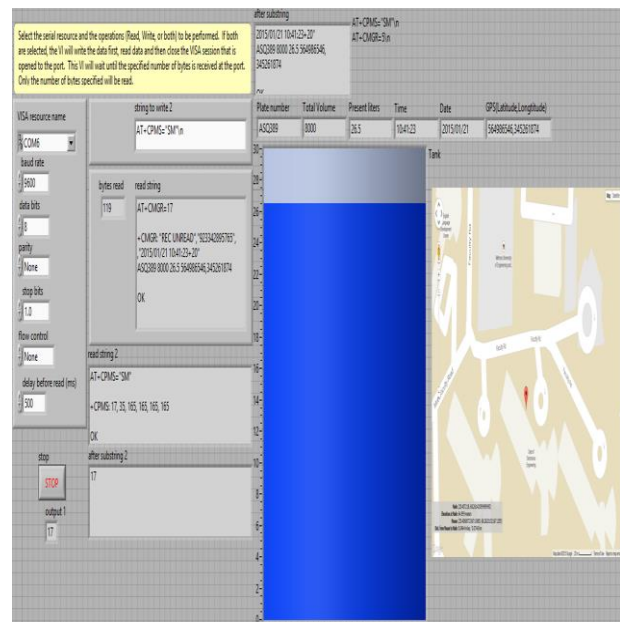 Select the serial resource and the operations (Read, Write, or both) to be performed. If both
are selected, the VI will write the data first, read data and then close the VISA session that is
opened to the port. This VI will wait until the specified number of bytes is received at the port.
Only the number of bytes specified will be read.
after substring
2015/01/21 10:41:23+20"
ASQ389 8000 26.5 564986546,
345261874
OK
AT+CPMS="SM"\n
AT+CMGR=9\n
VISA resource name
COM6
baud rate
9600
data bits
8
parity
None
stop bits
1.0
flow control
None
delay before read (ms)
500
stop
STOP
output 1
17
string to write 2
AT+CPMS="SM"\n
bytes read
119
read string
AT+CMGR=17
+CMGR: "REC UNREAD","923342895765",
, "2015/01/21 10:41:23+20"
ASQ389 8000 26.5 564986546,345261874
OK
read string 2
AT+CPMS="SM"
+CPMS: 17, 35, 165, 165, 165, 165
OK
after substring 2
17
Plate number
Total Volume
Present liters
Time
Date
GPS(Latitude,Longtitude)
ASQ389
8000
26.5
10:41:23
2015/01/21
564986546,345261874
Tank
30
28
26
24
22
20
18
16
14
12
10
8
6
4
2
0